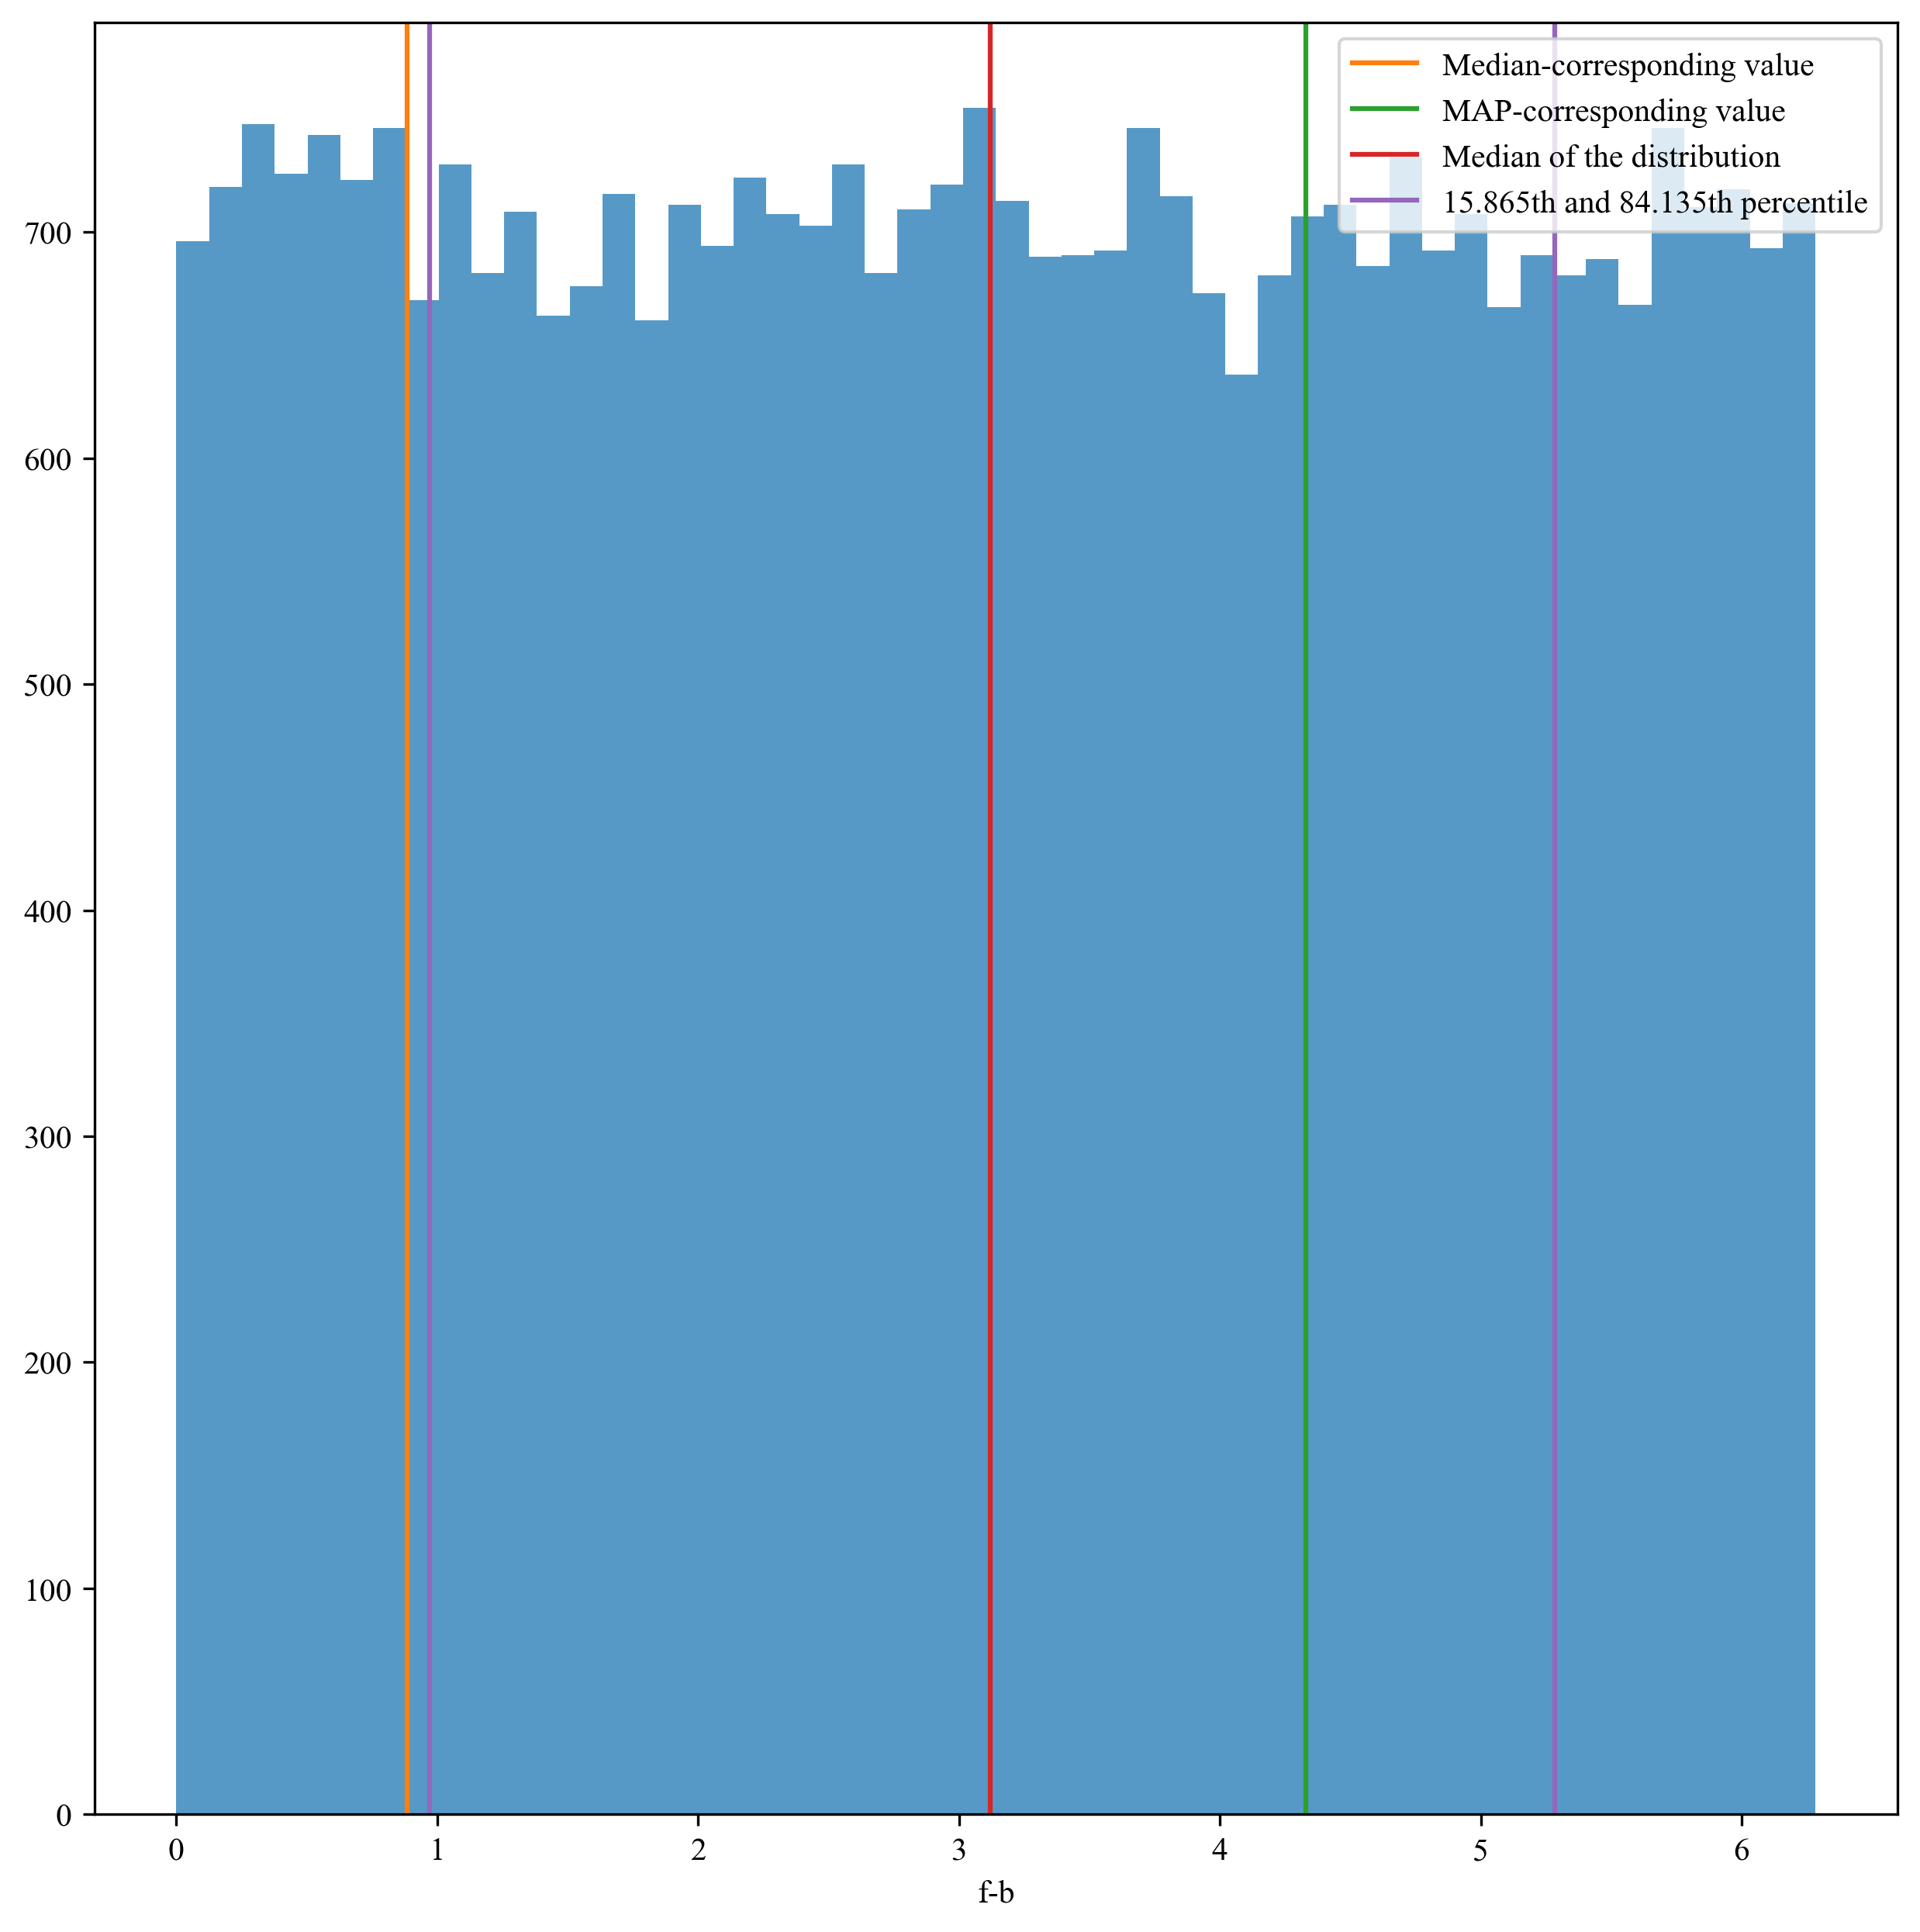 Median-corresponding value
MAP-corresponding value
Median of the distribution
15.865th and 84.135th percentile
700
600
500
400
300
200
100
0
0 1 2 3 4 5 6
f-b